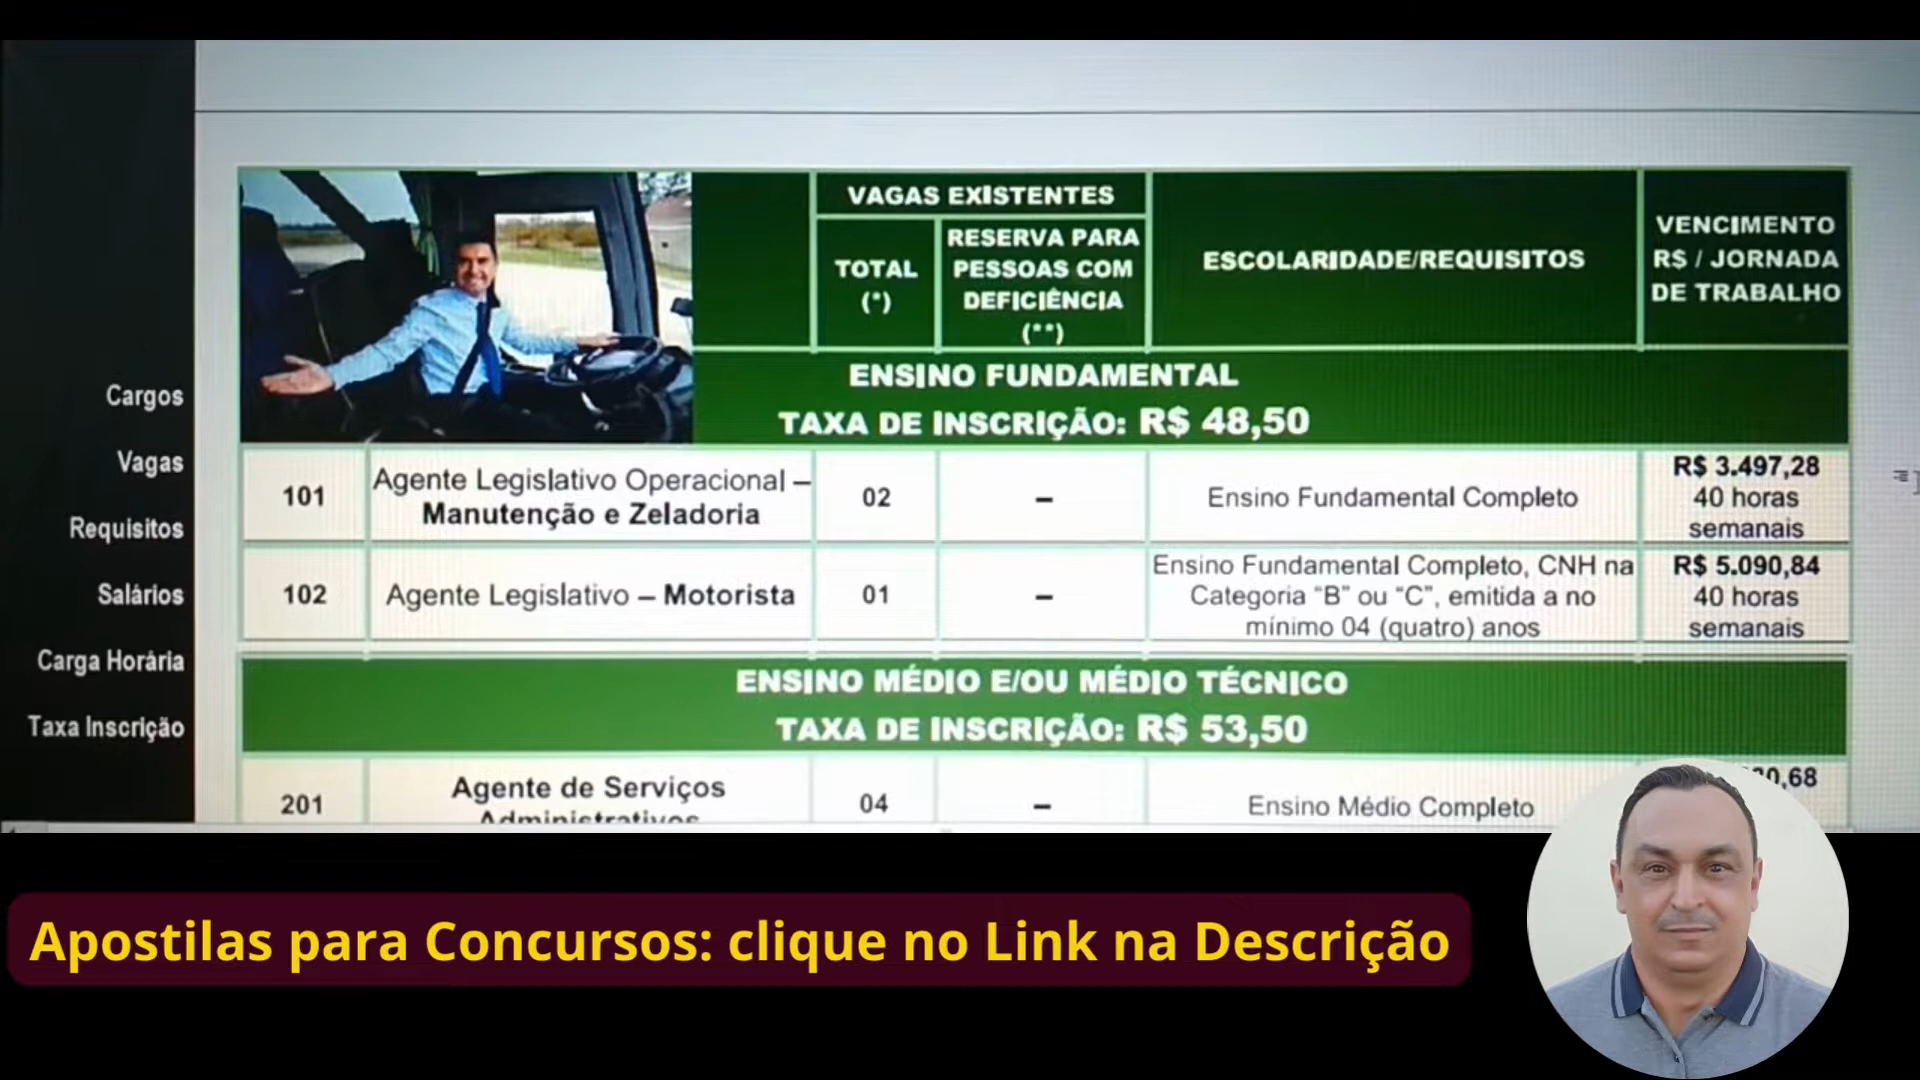 Cargos
Vagas
Requisitos
Salários
Carga Horária
Taxa Inscrição
VAGAS EXISTENTES
TOTAL
(*)
RESERVA PARA
PESSOAS COM
DEFICIÊNCIA
(**)
ESCOLARIDADE/REQUISITOS
VENCIMENTO
R$ / JORNADA
DE TRABALHO
ENSINO FUNDAMENTAL
TAXA DE INSCRIÇÃO: R$ 48,50
101
Agente Legislativo Operacional –
Manutenção e Zeladoria
02
–
Ensino Fundamental Completo
R$ 3.497,28
40 horas
semanais
102
Agente Legislativo – Motorista
01
–
Ensino Fundamental Completo, CNH na
Categoria "B" ou "C", emitida a no
mínimo 04 (quatro) anos
R$ 5.090,84
40 horas
semanais
ENSINO MÉDIO E/OU MÉDIO TÉCNICO
TAXA DE INSCRIÇÃO: R$ 53,50
201
Agente de Serviços
Administrativos
04
–
Ensino Médio Completo
0,68
Apostilas para Concursos: clique no Link na Descrição